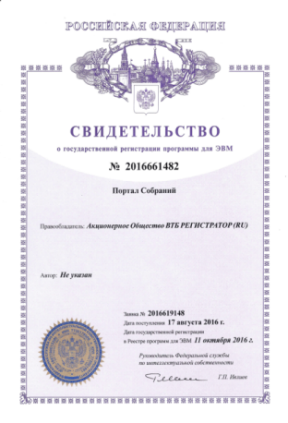 РОССИЙСКАЯ ФЕДЕРАЦИЯ
СВИДЕТЕЛЬСТВО
о государственной регистрации программы для ЭВМ
№ 2016661482
Портал Собраний
Правообладатель: Акционерное Общество ВТБ РЕГИСТРАТОР (RU)
Автор: Не указан
Заявка № 2016619148
Дата поступления 17 августа 2016 г.
Дата государственной регистрации
в Реестре программ для ЭВМ 11 октября 2016 г.
Руководитель Федеральной службы
по интеллектуальной собственности
Г.П. Ивлиев